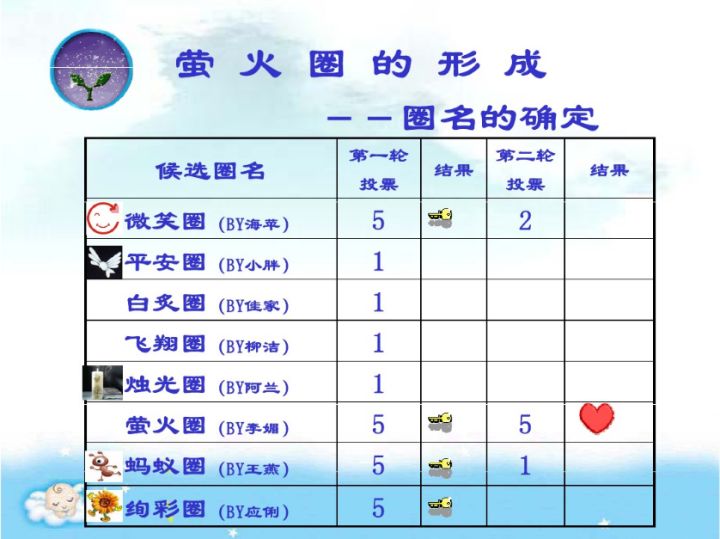 萤火圈的形成
－－圈名的确定
候选圈名 第一轮投票 结果 第二轮投票 结果
微笑圈 (BY海苹) 5 2
平安圈 (BY小胖) 1
白炙圈 (BY佳家) 1
飞翔圈 (BY柳洁) 1
烛光圈 (BY阿兰) 1
萤火圈 (BY李媚) 5 5
蚂蚁圈 (BY王燕) 5 1
绚彩圈 (BY应俐) 5